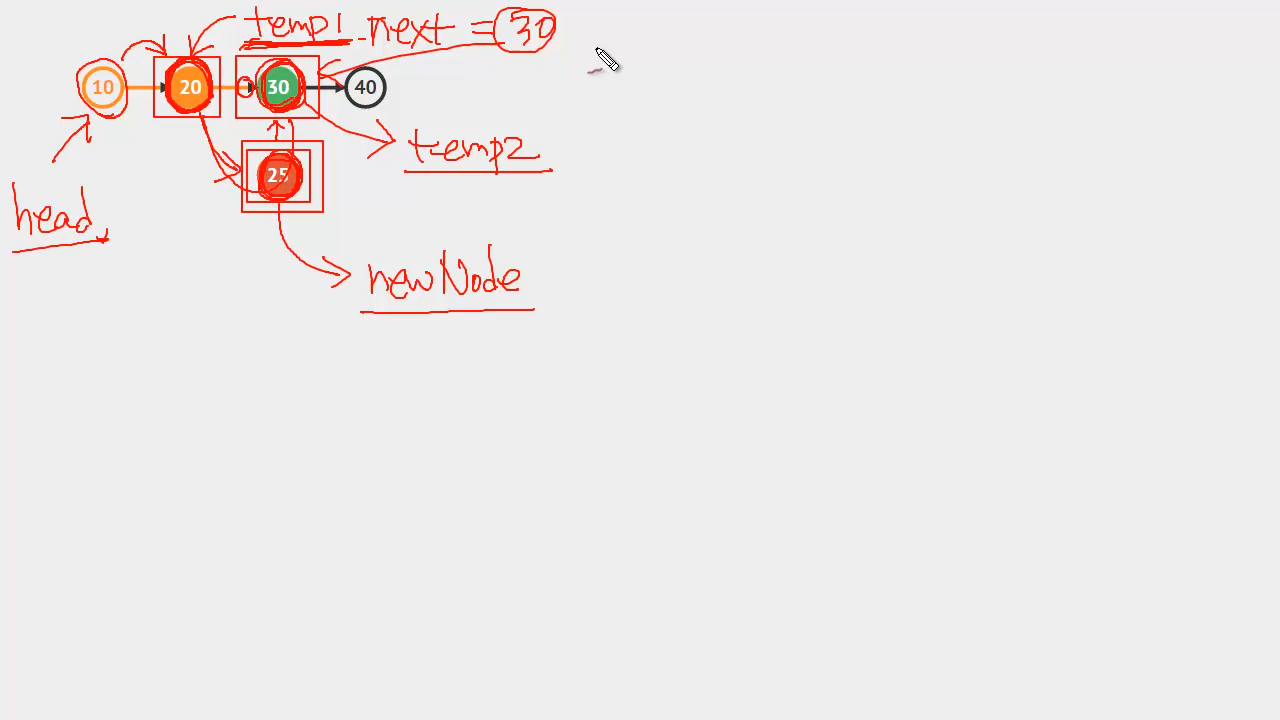 temp1.next = 30
10 20 30 40
temp2
25
head
newNode